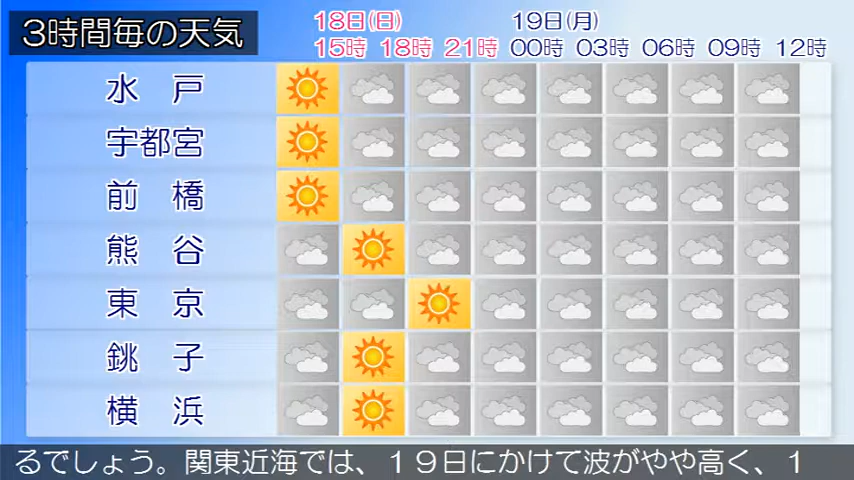 3時間毎の天気
18日(日) 19日(月)
15時 18時 21時 00時 03時 06時 09時 12時
水戸
宇都宮
前橋
熊谷
東京
銚子
横浜
るでしょう。関東近海では、19日にかけて波がやや高く、1